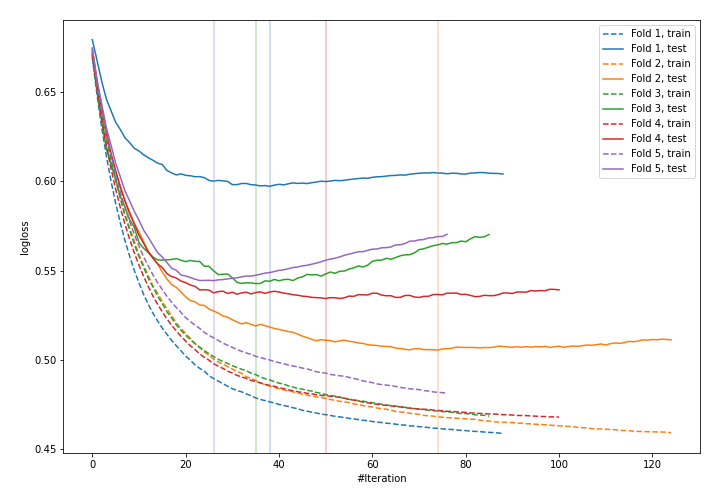 Fold 1, train
Fold 1, test
Fold 2, train
Fold 2, test
Fold 3, train
Fold 3, test
Fold 4, train
Fold 4, test
Fold 5, train
Fold 5, test
logloss
0.65
0.60
0.55
0.50
0.45
0 20 40 60 80 100 120
#Iteration